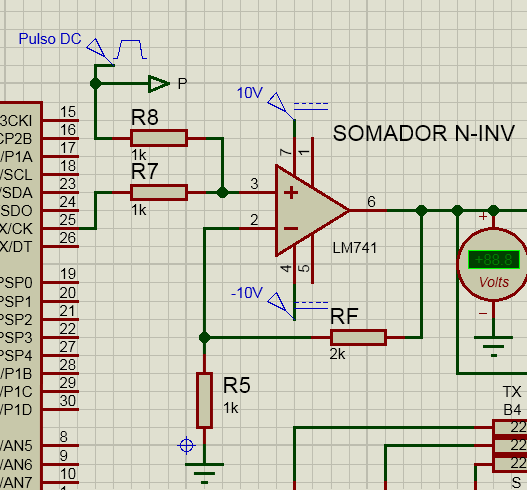 Pulso DC
P
3CKI 15
CP2B 16
/P1A 17
/SCL 18
/SDA 23
SDO 24
X/CK 25
X/DT 26
PSP0 19
PSP1 20
PSP2 21
PSP3 22
PSP4 27
/P1B 28
/P1C 29
/P1D 30
/AN5 8
/AN6 9
/AN7 10
R8
1k
R7
1k
10V
SOMADOR N-INV
7
1
3
2
6
4
5
LM741
-10V
+
+88.8
Volts
RF
2k
R5
1k
TX
B4
22
22
22
S